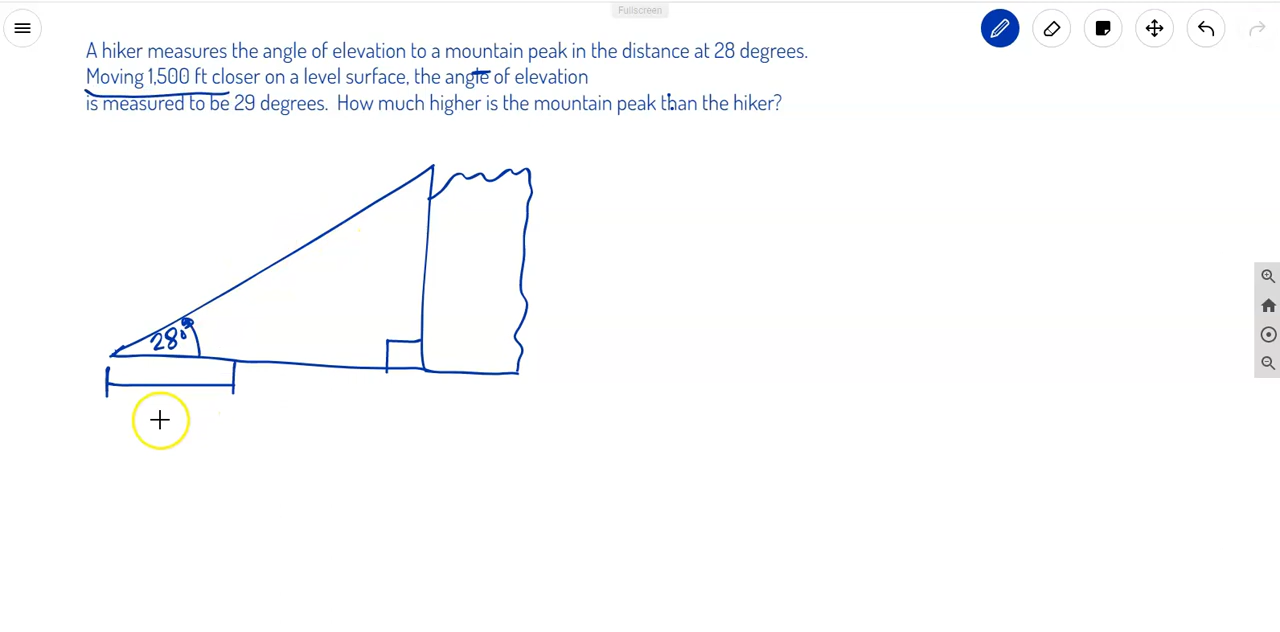 Fullscreen
A hiker measures the angle of elevation to a mountain peak in the distance at 28 degrees.
Moving 1,500 ft closer on a level surface, the angle of elevation
is measured to be 29 degrees. How much higher is the mountain peak than the hiker?
28°